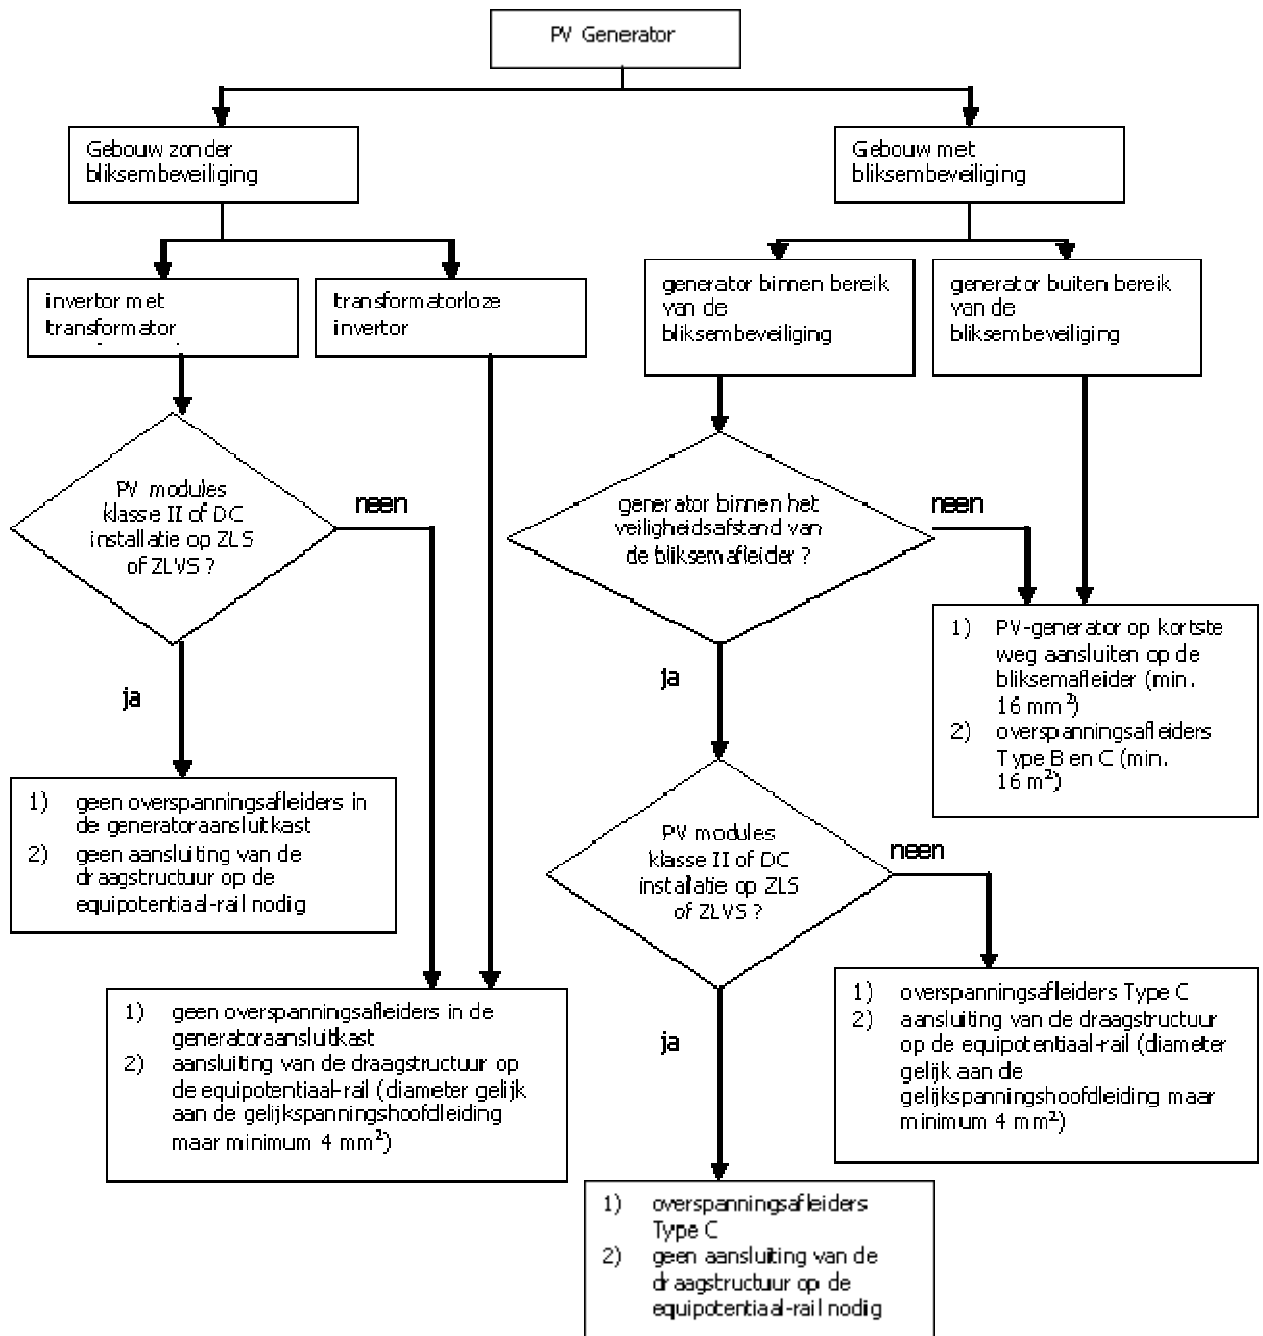 PV Generator
Gebouw zonder
bliksembeveiliging
Gebouw met
bliksembeveiliging
invertor met
transformator
transformatorloze
invertor
generator binnen bereik
van de
bliksembeveiliging
generator buiten bereik
van de
bliksembeveiliging
PV modules
klasse II of DC
installatie op ZLS
of ZLVS ?
neen
ja
generator binnen het
veiligheidsafstand van
de bliksemafleider ?
neen
ja
1) PV-generator op kortste
weg aansluiten op de
bliksemafleider (min.
16 mm²)
2) overspanningsafleiders
Type B en C (min.
16 m²)
1) geen overspanningsafleiders in
de generatoraansluitkast
2) geen aansluiting van de
draagstructuur op de
equipotentiaal-rail nodig
PV modules
klasse II of DC
installatie op ZLS
of ZLVS ?
neen
ja
1) geen overspanningsafleiders in de
generatoraansluitkast
2) aansluiting van de draagstructuur op
de equipotentiaal-rail (diameter gelijk
aan de gelijkspanningshoofdleiding
maar minimum 4 mm²)
1) overspanningsafleiders Type C
2) aansluiting van de draagstructuur
op de equipotentiaal-rail (diameter
gelijk aan de
gelijkspanningshoofdleiding maar
minimum 4 mm²)
1) overspanningsafleiders
Type C
2) geen aansluiting van de
draagstructuur op de
equipotentiaal-rail nodig